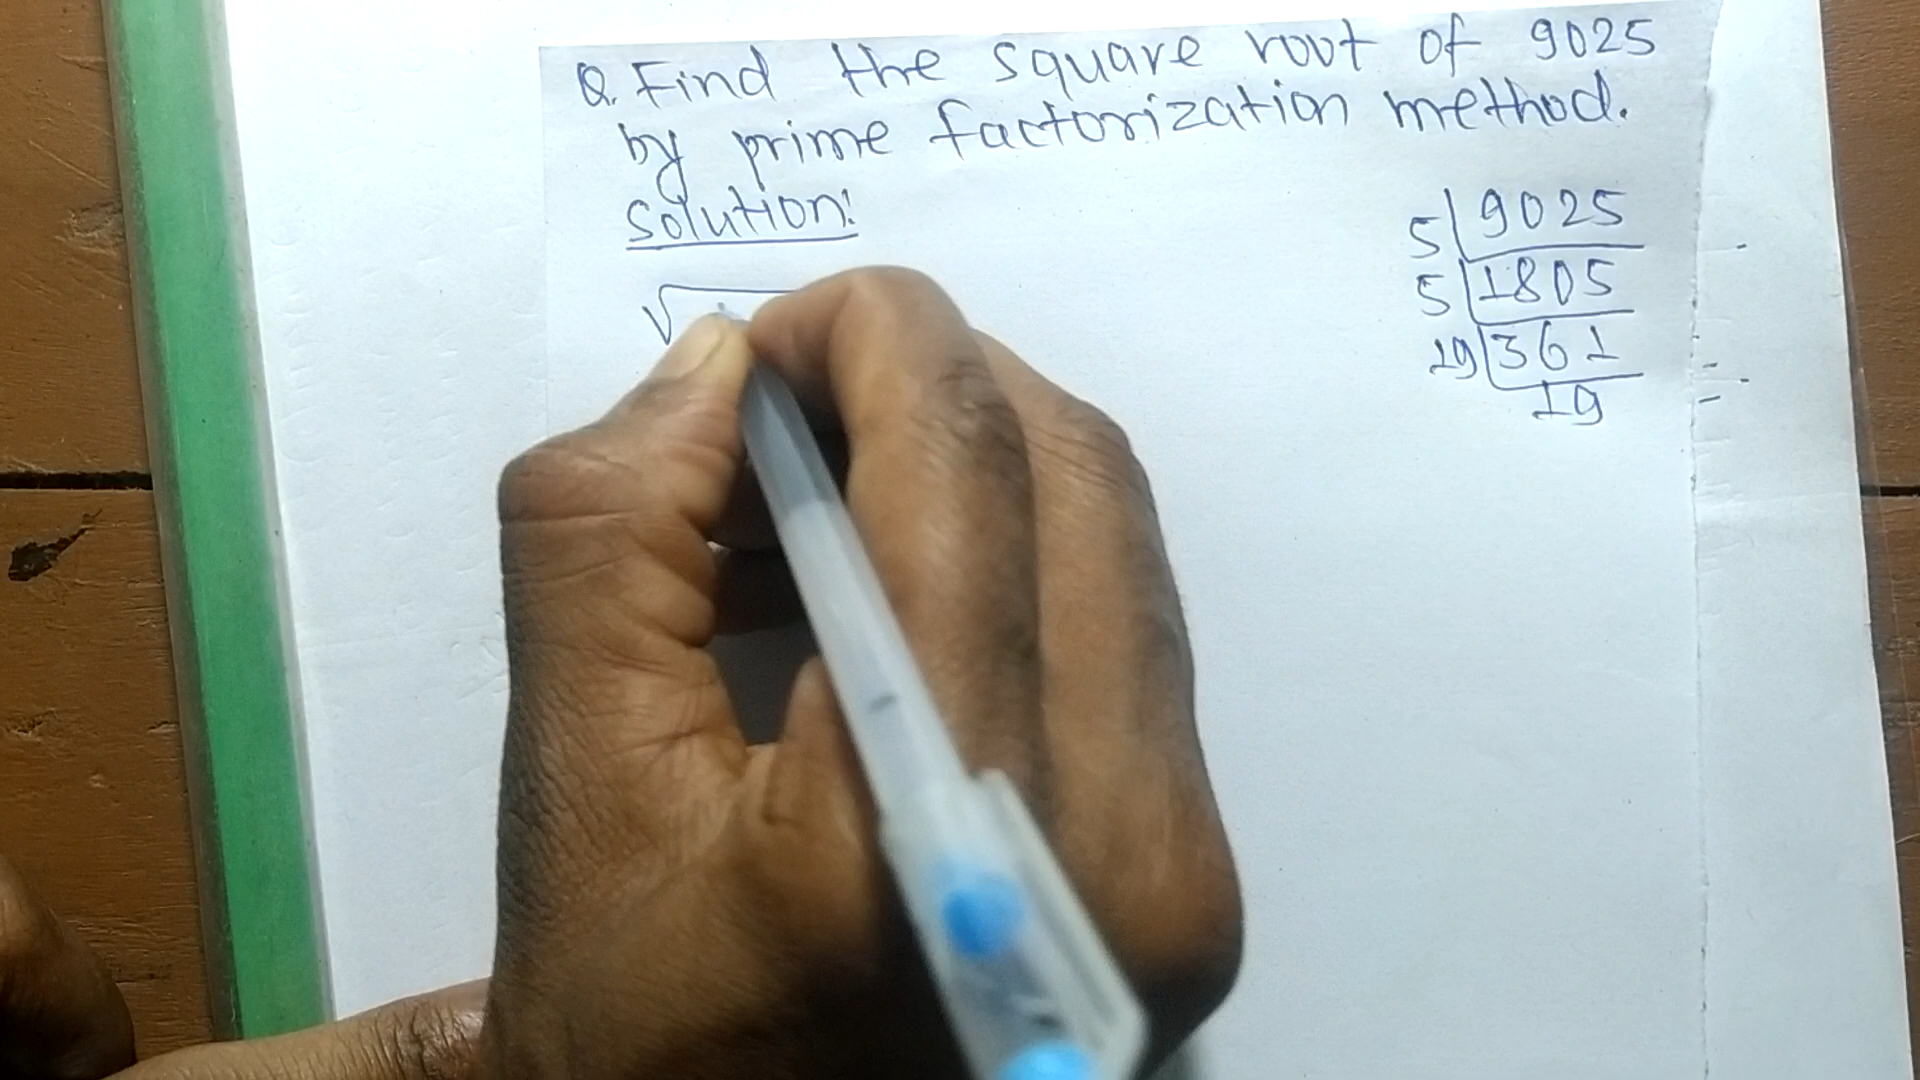 Q. Find the square root of 9025
by prime factorization method.
Solution:
√
5 | 9025
5 | 1805
19 | 361
19